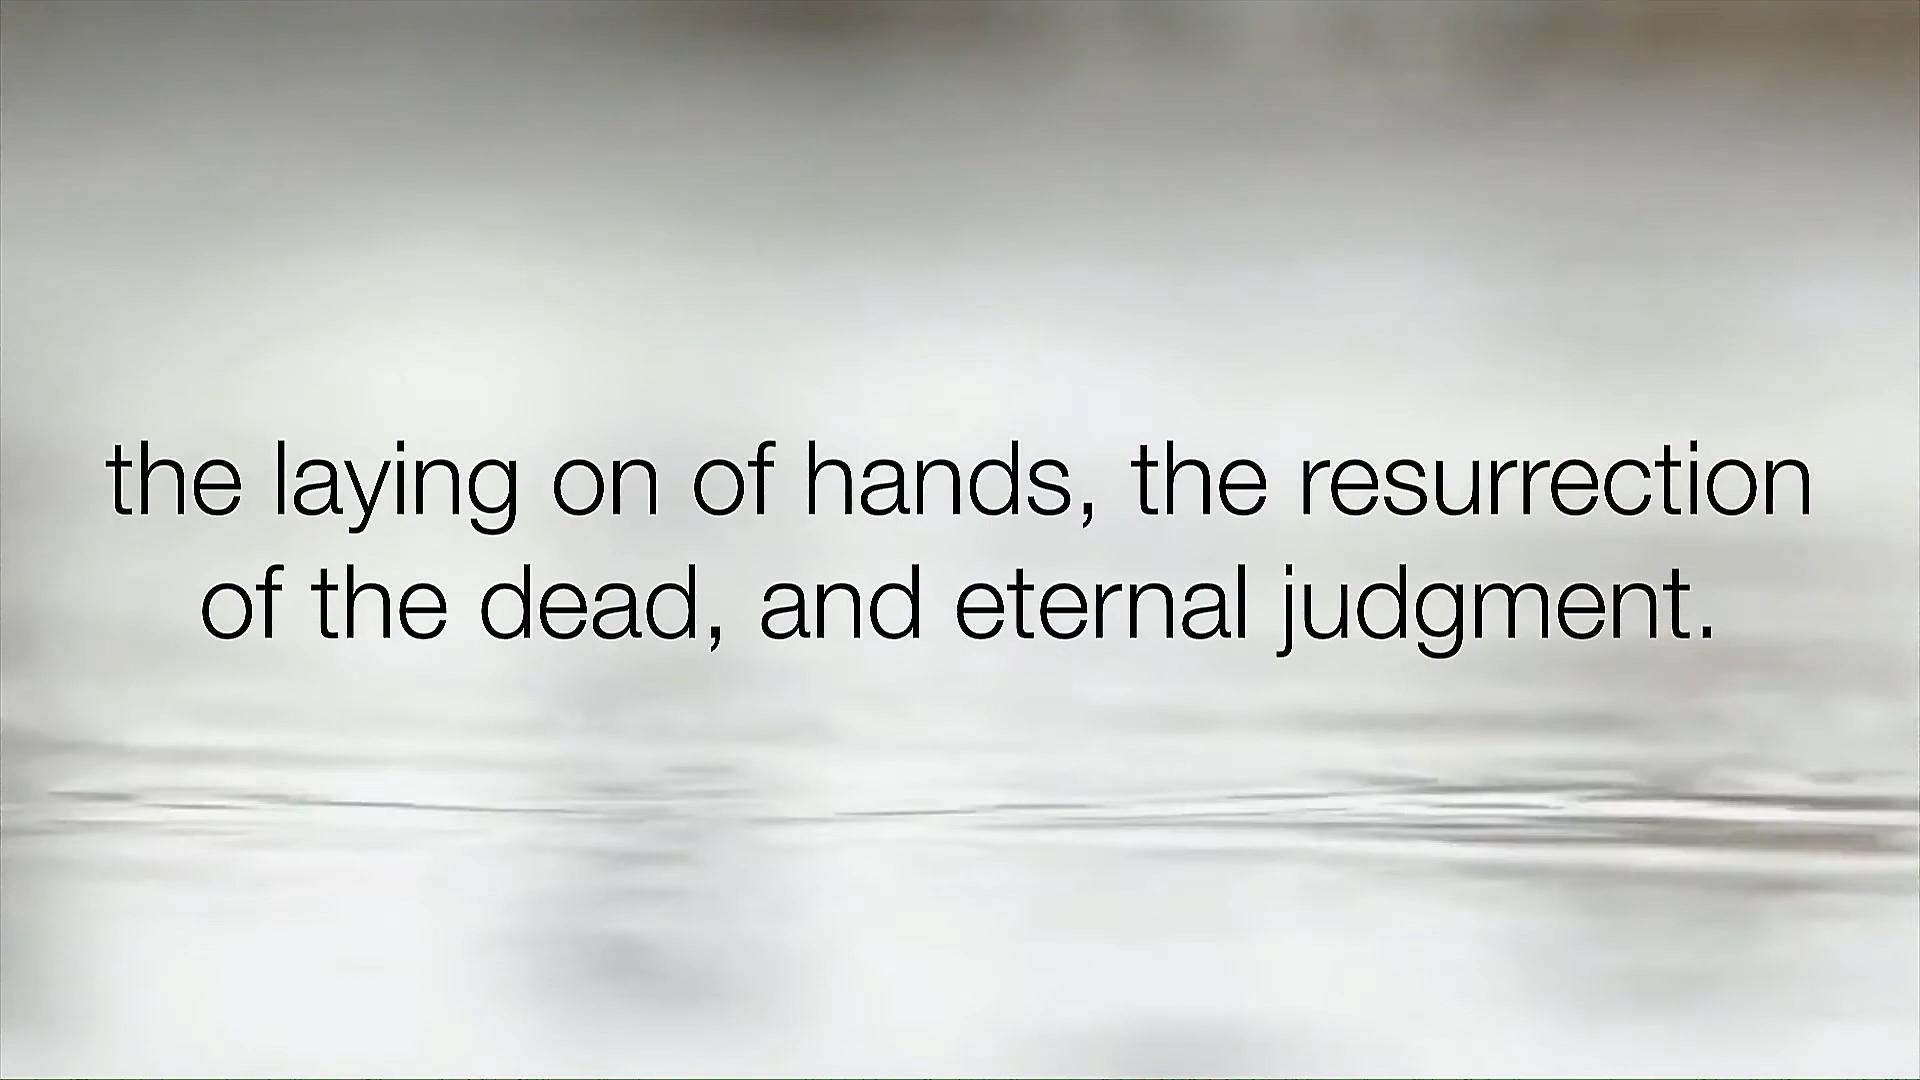 the laying on of hands, the resurrection
of the dead, and eternal judgment.